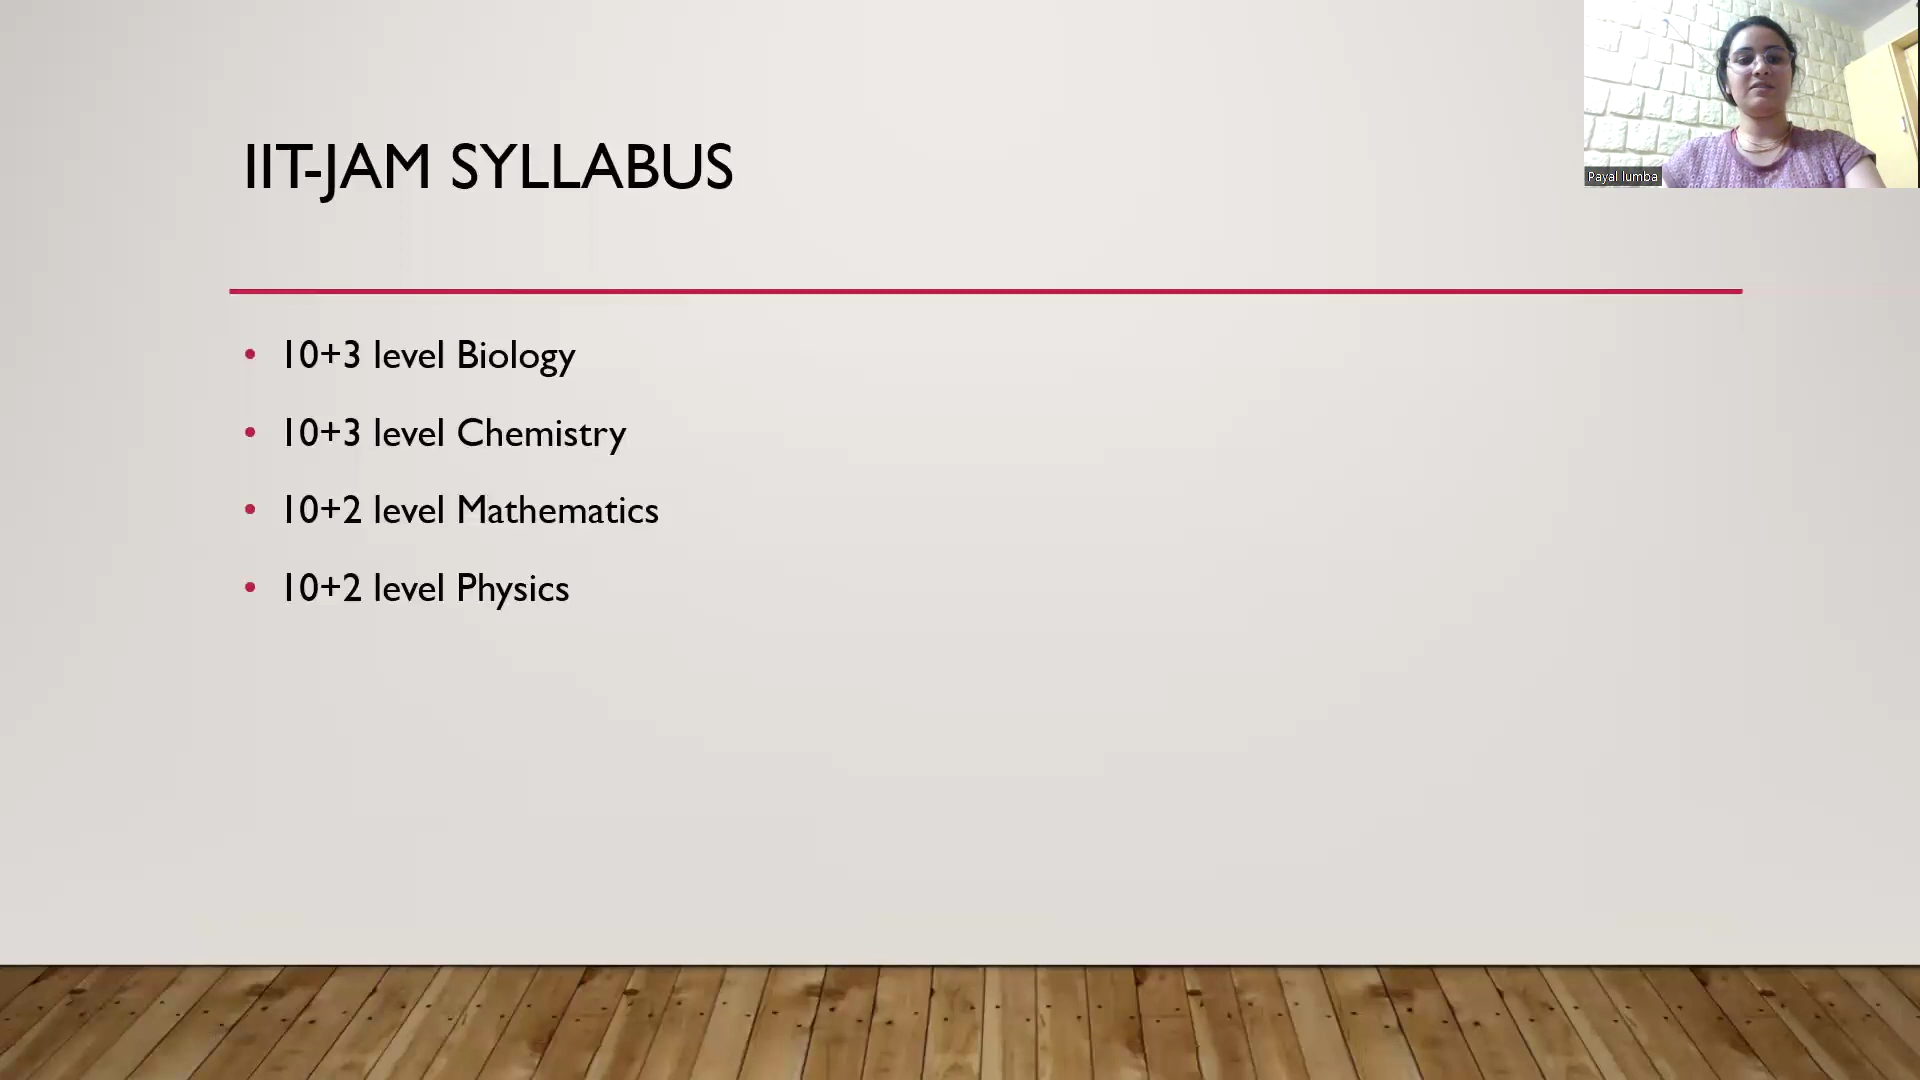 IIT-JAM SYLLABUS
• 10+3 level Biology
• 10+3 level Chemistry
• 10+2 level Mathematics
• 10+2 level Physics
Payal lumba